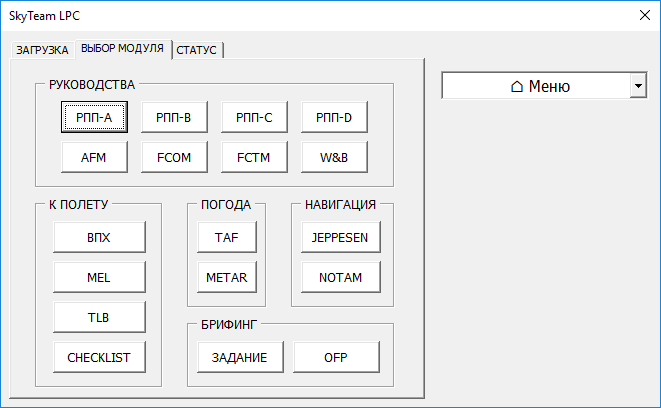 SkyTeam LPC
ЗАГРУЗКА ВЫБОР МОДУЛЯ СТАТУС
Меню
РУКОВОДСТВА
РПП-A РПП-B РПП-C РПП-D
AFM FCOM FCTM W&B
К ПОЛЕТУ
ВПХ
MEL
TLB
CHECKLIST
ПОГОДА
TAF
METAR
НАВИГАЦИЯ
JEPPESEN
NOTAM
БРИФИНГ
ЗАДАНИЕ OFP